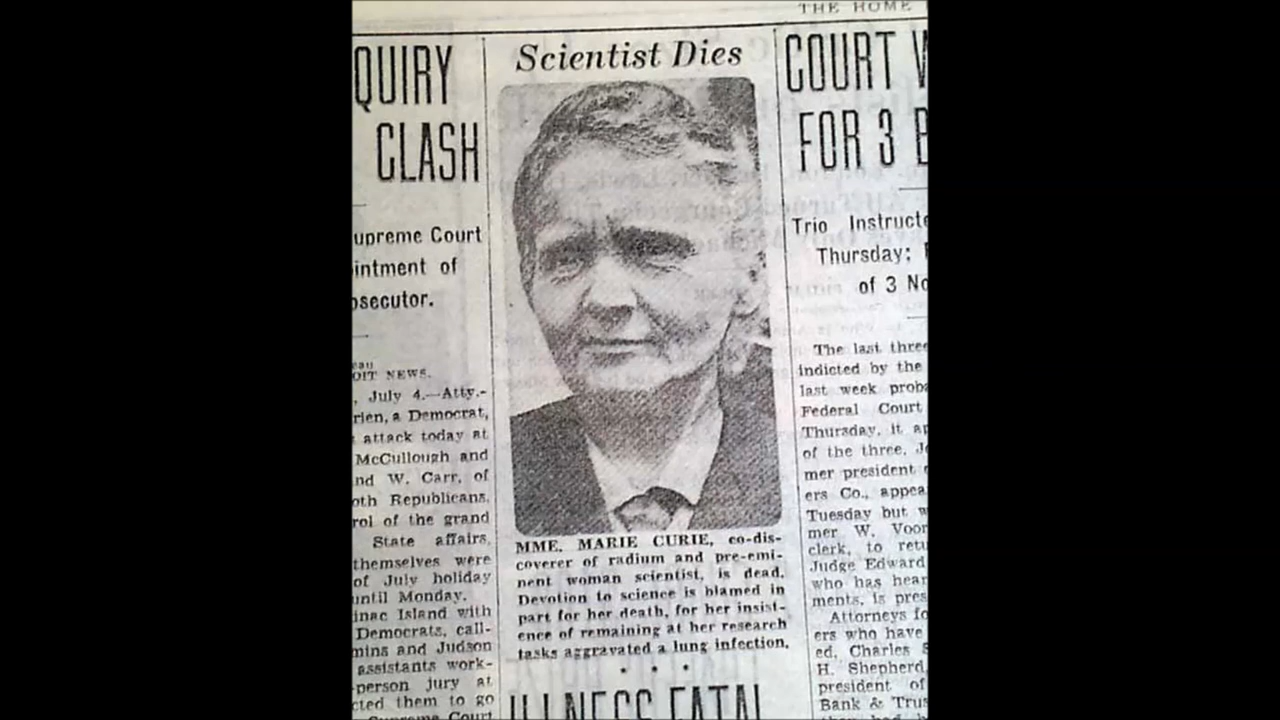 THE HOME
QUIRY
CLASH
upreme Court
intment of
osecutor.
eau
OIT NEWS.
, July 4.—Atty.-
rien, a Democrat,
attack today at
McCullough and
nd W. Carr, of
oth Republicans,
rol of the grand
State affairs.
themselves were
of July holiday
until Monday.
inac Island with
Democrats, call-
mins and Judson
assistants work-
-person jury at
cted them to go
Supreme Court
Scientist Dies
MME. MARIE CURIE, co-dis-
coverer of radium and pre-emi-
nent woman scientist, is dead.
Devotion to science is blamed in
part for her death, for her insist-
ence of remaining at her research
tasks aggravated a lung infection.
* * *
ILLNESS FATAL
COURT
FOR 3 B
Trio Instructe
Thursday;
of 3 No
The last three
indicted by the
last week proba
Federal Court
Thursday, it ap
of the three, J
mer president
ers Co., appea
Tuesday but w
mer W. Voor
clerk, to retu
Judge Edward
who has hear
ments, is pres
Attorneys fo
ers who have
ed, Charles S
H. Shepherd,
president of
Bank & Trus